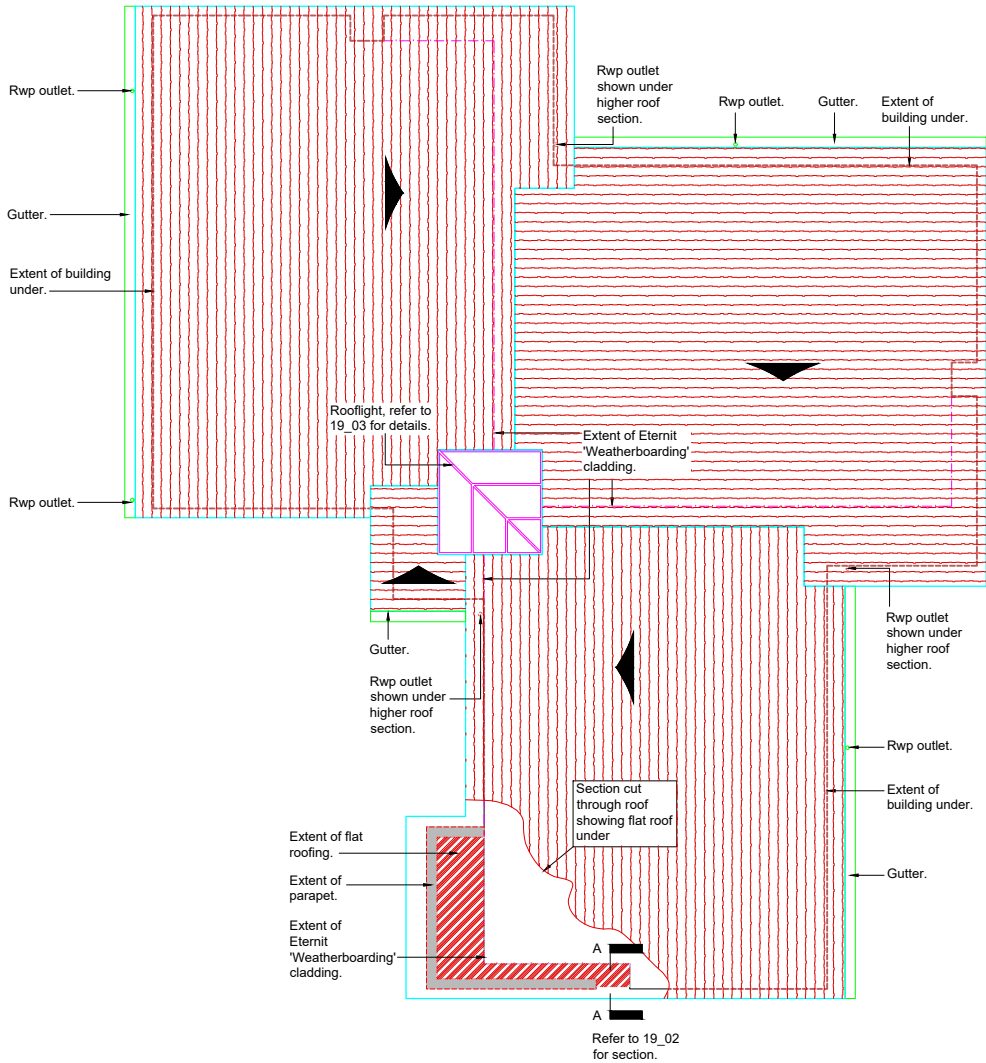 Rwp outlet.
Rwp outlet
shown under
higher roof
section.
Rwp outlet.
Gutter.
Extent of
building under.
Gutter.
Extent of building
under.
Rooflight, refer to
19_03 for details.
Extent of Eternit
'Weatherboarding'
cladding.
Rwp outlet.
Gutter.
Rwp outlet
shown under
higher roof
section.
Rwp outlet
shown under
higher roof
section.
Rwp outlet.
Section cut
through roof
showing flat roof
under
Extent of
building under.
Extent of flat
roofing.
Extent of
parapet.
Gutter.
Extent of
Eternit
'Weatherboarding'
cladding.
A
A
Refer to 19_02
for section.